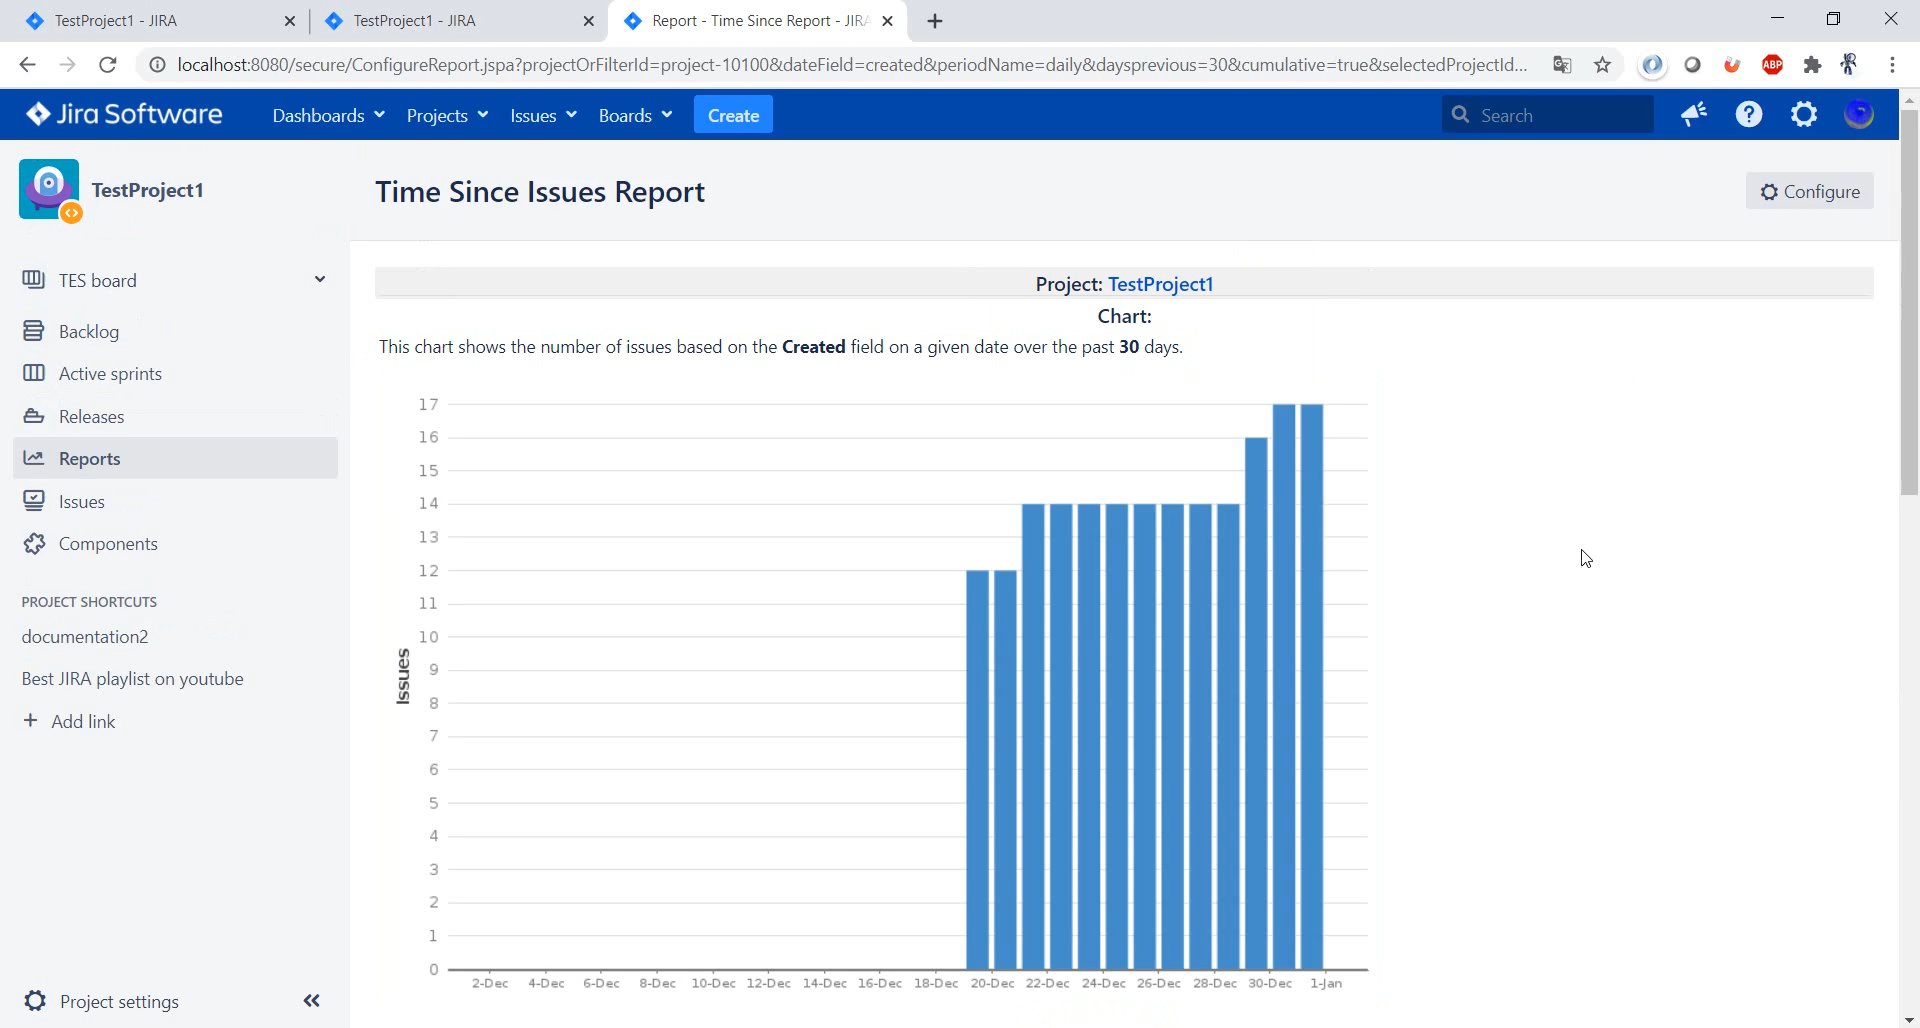 TestProject1 - JIRA
TestProject1 - JIRA
Report - Time Since Report - JIRA
localhost:8080/secure/ConfigureReport.jspa?projectOrFilterId=project-10100&dateField=created&periodName=daily&daysprevious=30&cumulative=true&selectedProjectId...
ABP
Jira Software
Dashboards
Projects
Issues
Boards
Create
Search
TestProject1
Time Since Issues Report
Configure
TES board
Backlog
Active sprints
Releases
Reports
Issues
Components
PROJECT SHORTCUTS
documentation2
Best JIRA playlist on youtube
+ Add link
Project settings
Project: TestProject1
Chart:
This chart shows the number of issues based on the Created field on a given date over the past 30 days.
17
16
15
14
13
12
11
10
9
8
7
6
5
4
3
2
1
0
Issues
2-Dec 4-Dec 6-Dec 8-Dec 10-Dec 12-Dec 14-Dec 16-Dec 18-Dec 20-Dec 22-Dec 24-Dec 26-Dec 28-Dec 30-Dec 1-Jan